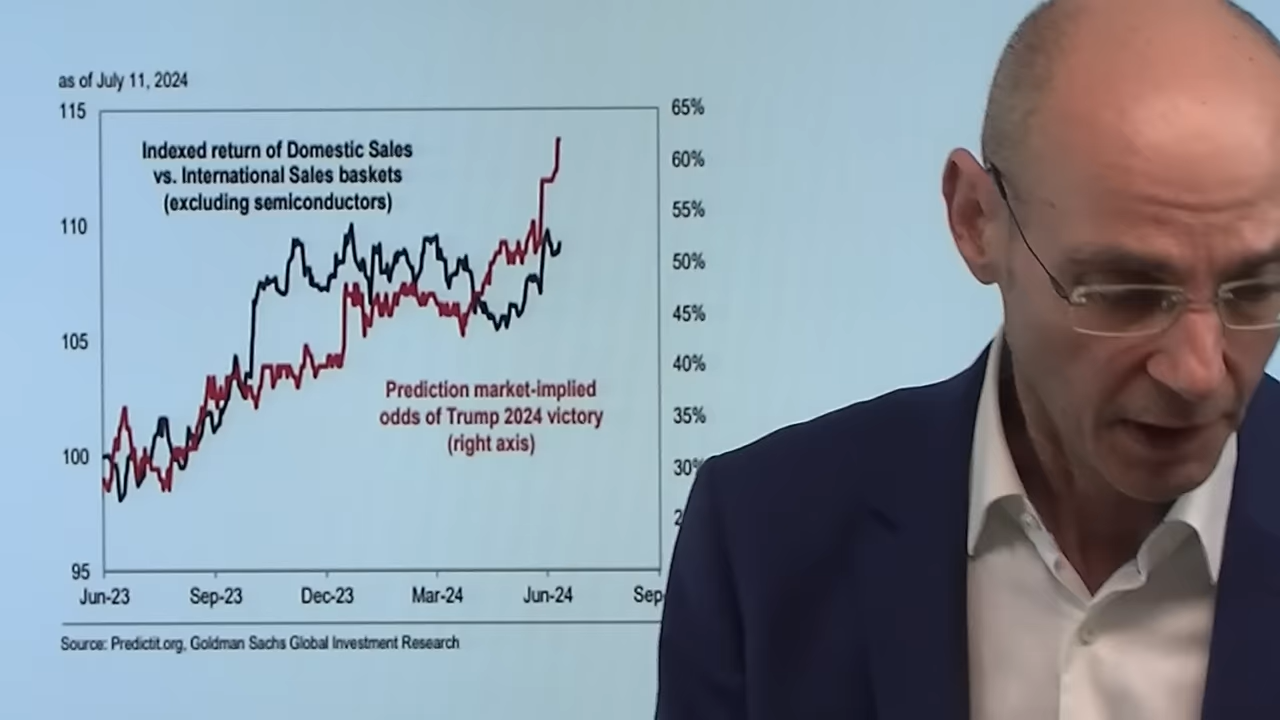 as of July 11, 2024
115
110
105
100
95
Indexed return of Domestic Sales
vs. International Sales baskets
(excluding semiconductors)
65%
60%
55%
50%
45%
40%
35%
30%
Prediction market-implied
odds of Trump 2024 victory
(right axis)
Jun-23 Sep-23 Dec-23 Mar-24 Jun-24 Sep
Source: Predictit.org, Goldman Sachs Global Investment Research